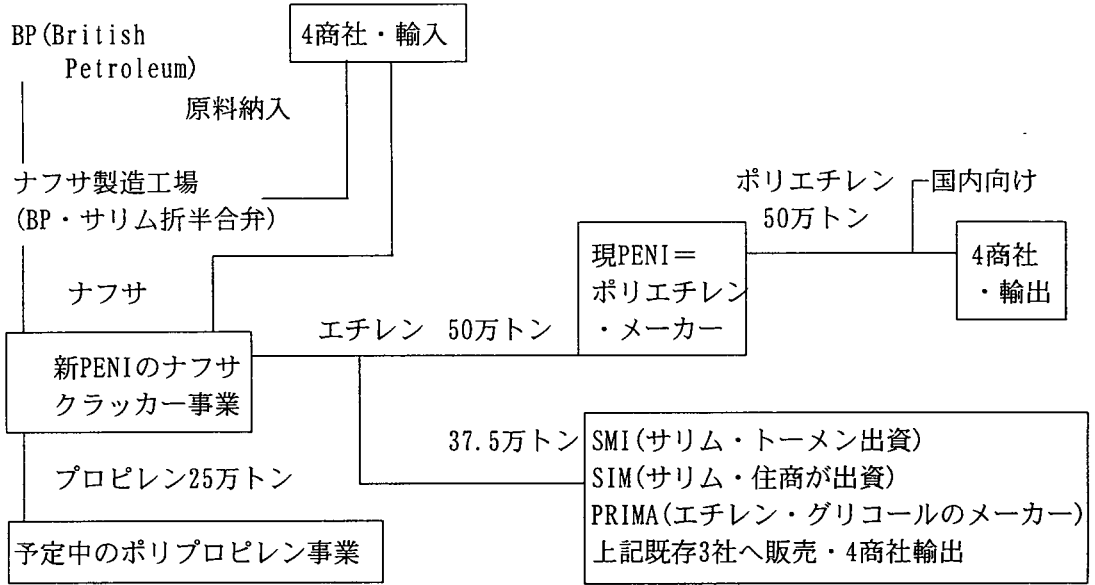 BP(British
Petroleum)
4商社・輸入
原料納入
ナフサ製造工場
(BP・サリム折半合弁)
ポリエチレン
50万トン
国内向け
4商社
・輸出
現PENI＝
ポリエチレン
・メーカー
ナフサ
エチレン 50万トン
新PENIのナフサ
クラッカー事業
37.5万トン
SMI(サリム・トーメン出資)
SIM(サリム・住商が出資)
PRIMA(エチレン・グリコールのメーカー)
上記既存3社へ販売・4商社輸出
プロピレン25万トン
予定中のポリプロピレン事業